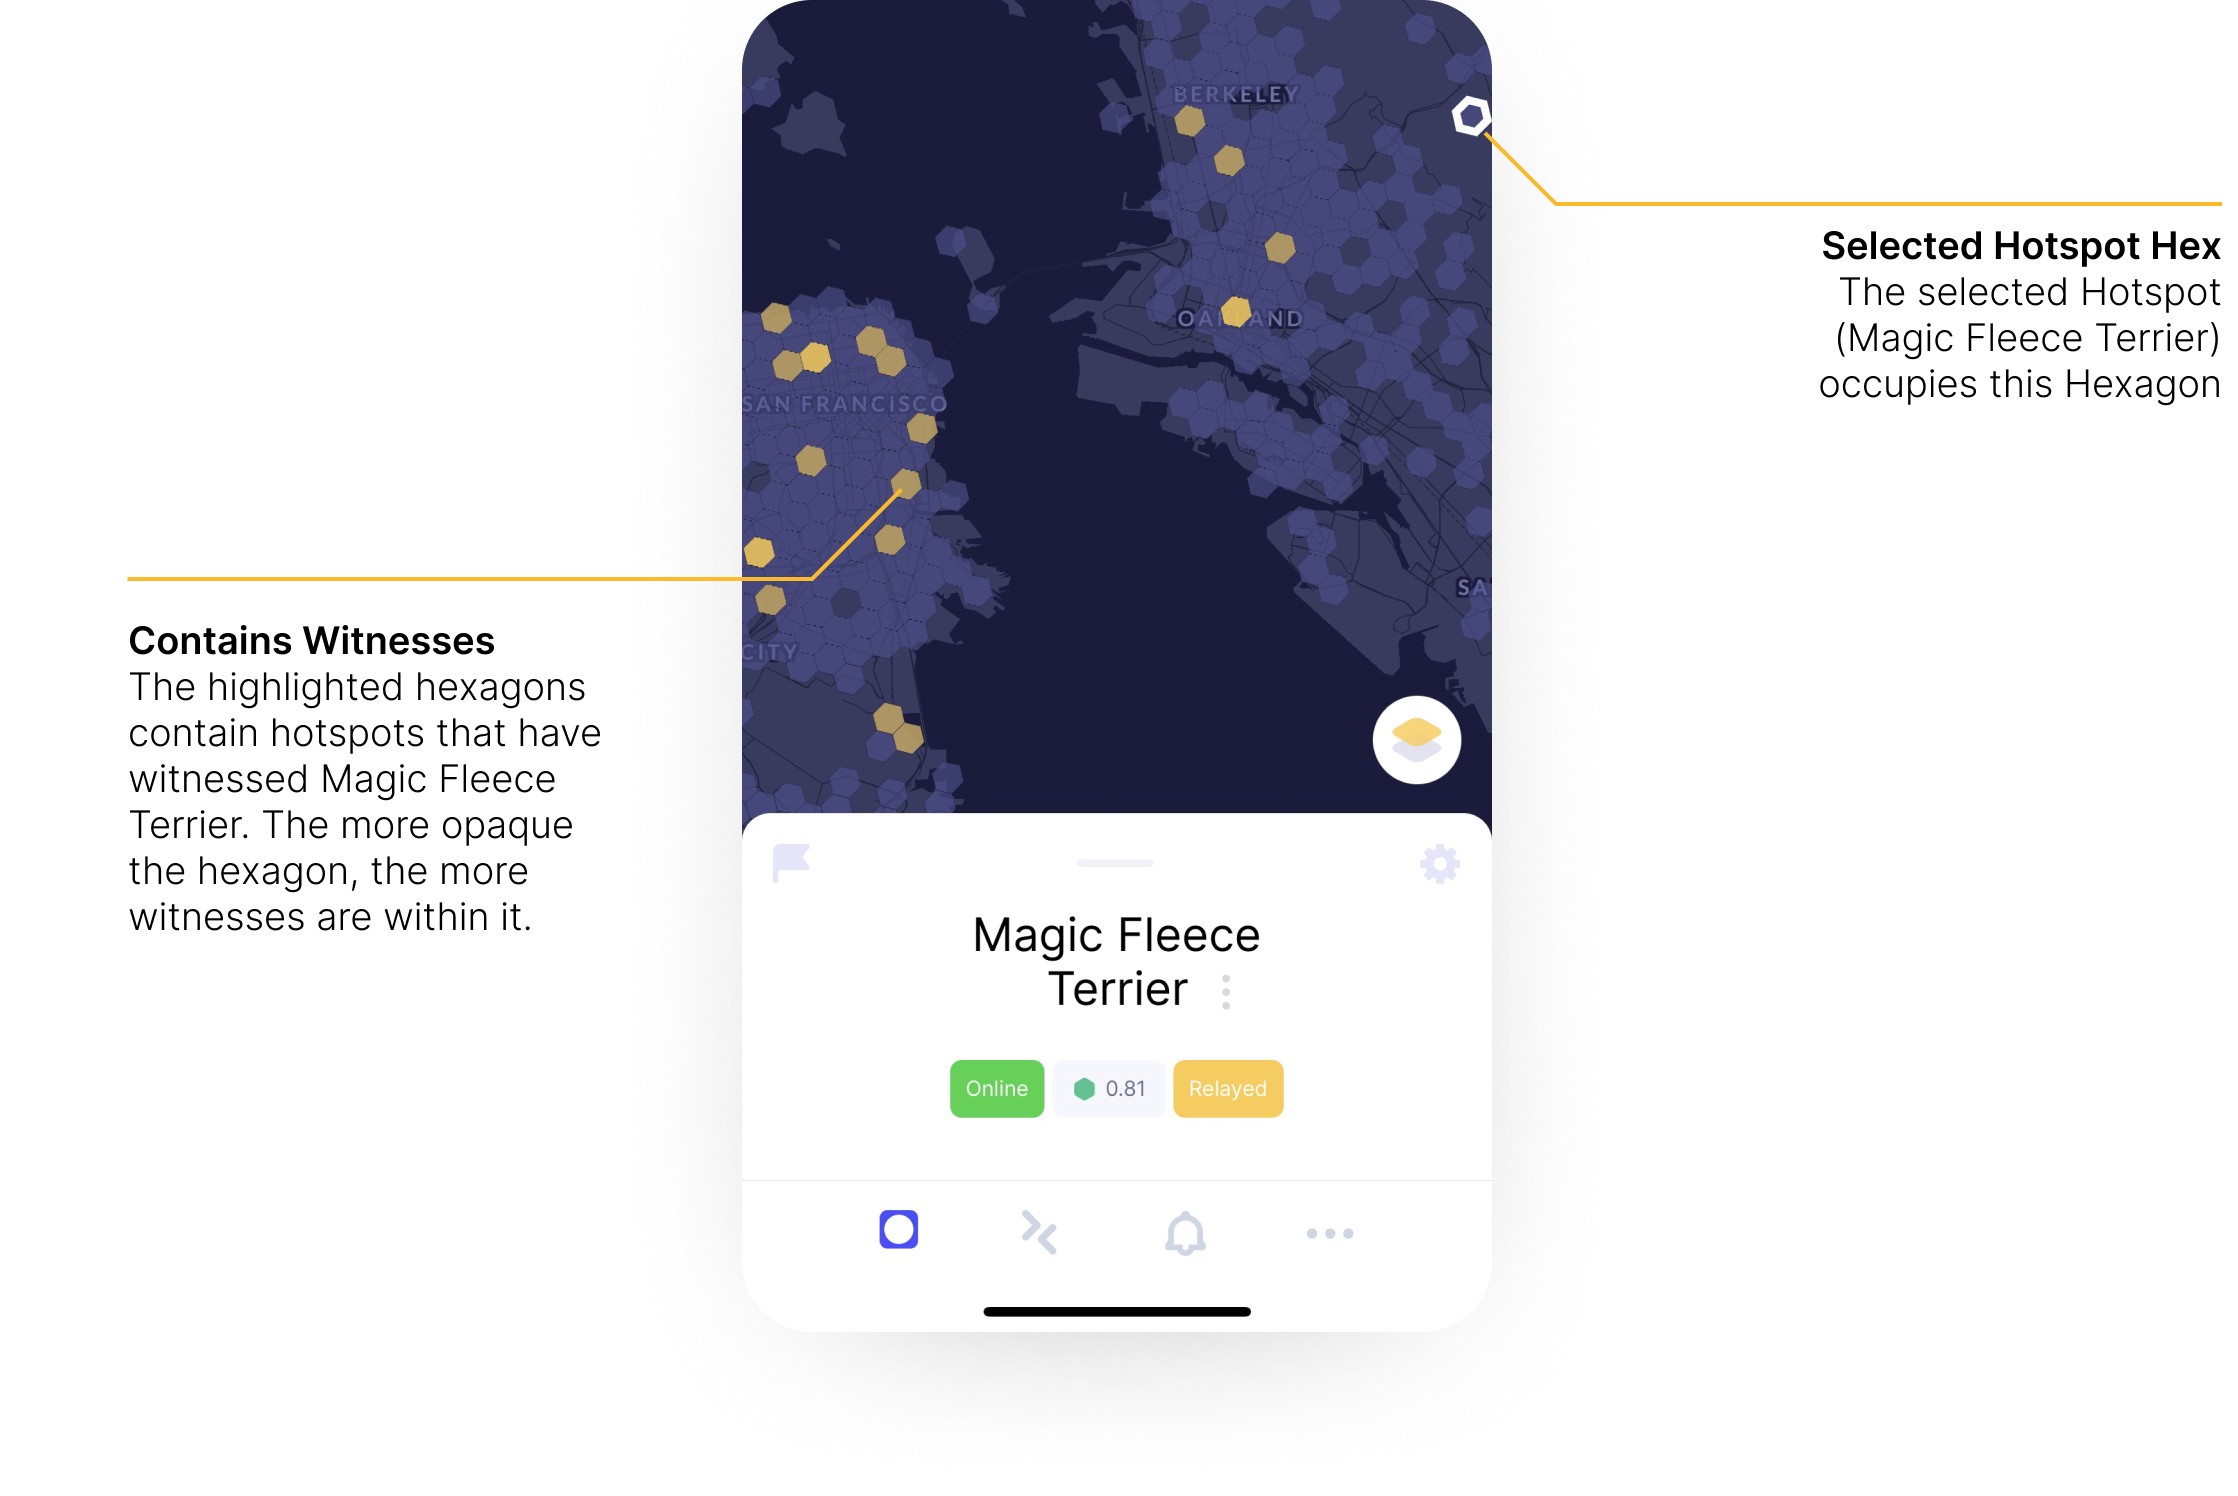 BERKELEY
Selected Hotspot Hex
The selected Hotspot
(Magic Fleece Terrier)
occupies this Hexagon
OAKLAND
SAN FRANCISCO
SA
CITY
Contains Witnesses
The highlighted hexagons
contain hotspots that have
witnessed Magic Fleece
Terrier. The more opaque
the hexagon, the more
witnesses are within it.
Magic Fleece
Terrier
Online 0.81 Relayed